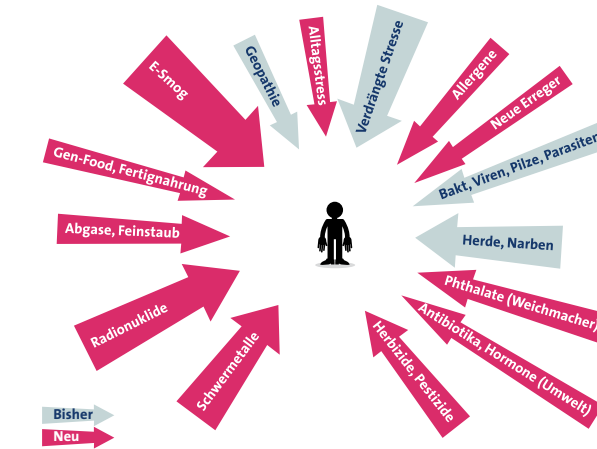 E-Smog
Geopathie
Alltagsstress
Verdrängte Stresse
Allergene
Neue Erreger
Bakt, Viren, Pilze, Parasiten
Herde, Narben
Phthalate (Weichmacher)
Antibiotika, Hormone (Umwelt)
Herbizide, Pestizide
Schwermetalle
Radionuklide
Abgase, Feinstaub
Gen-Food, Fertignahrung
Bisher
Neu